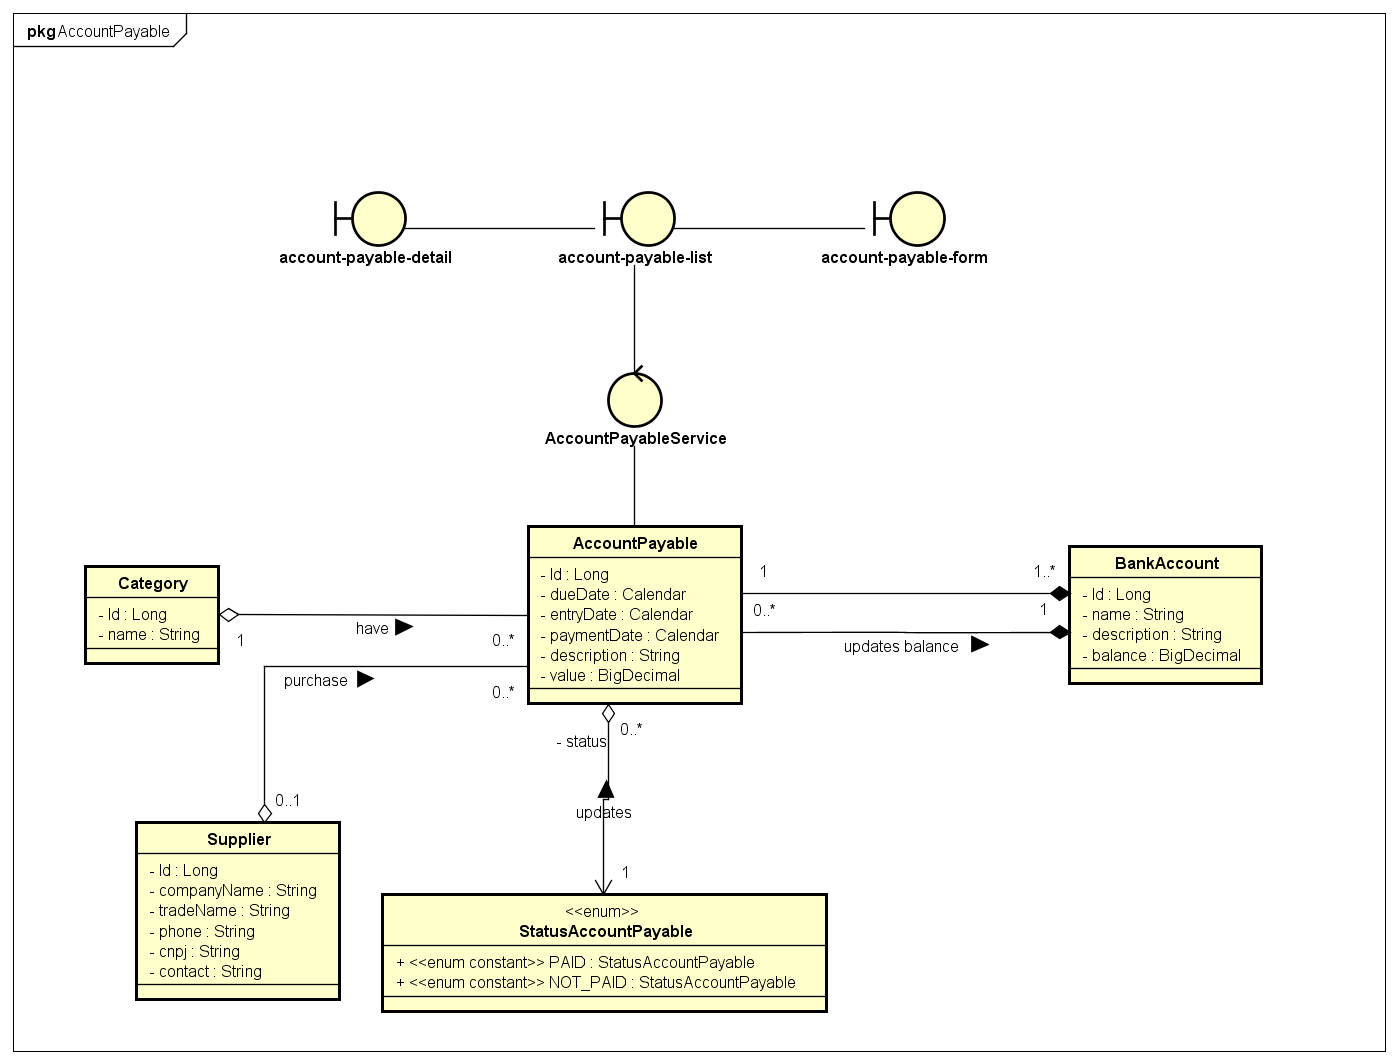 pkg AccountPayable
account-payable-detail
account-payable-list
account-payable-form
AccountPayableService
AccountPayable
- Id : Long
- dueDate : Calendar
- entryDate : Calendar
- paymentDate : Calendar
- description : String
- value : BigDecimal
Category
- Id : Long
- name : String
1
have
0..*
1
1..*
0..*
1
updates balance
BankAccount
- Id : Long
- name : String
- description : String
- balance : BigDecimal
purchase
0..*
0..1
0..*
- status
updates
1
Supplier
- Id : Long
- companyName : String
- tradeName : String
- phone : String
- cnpj : String
- contact : String
<<enum>>
StatusAccountPayable
+ <<enum constant>> PAID : StatusAccountPayable
+ <<enum constant>> NOT_PAID : StatusAccountPayable